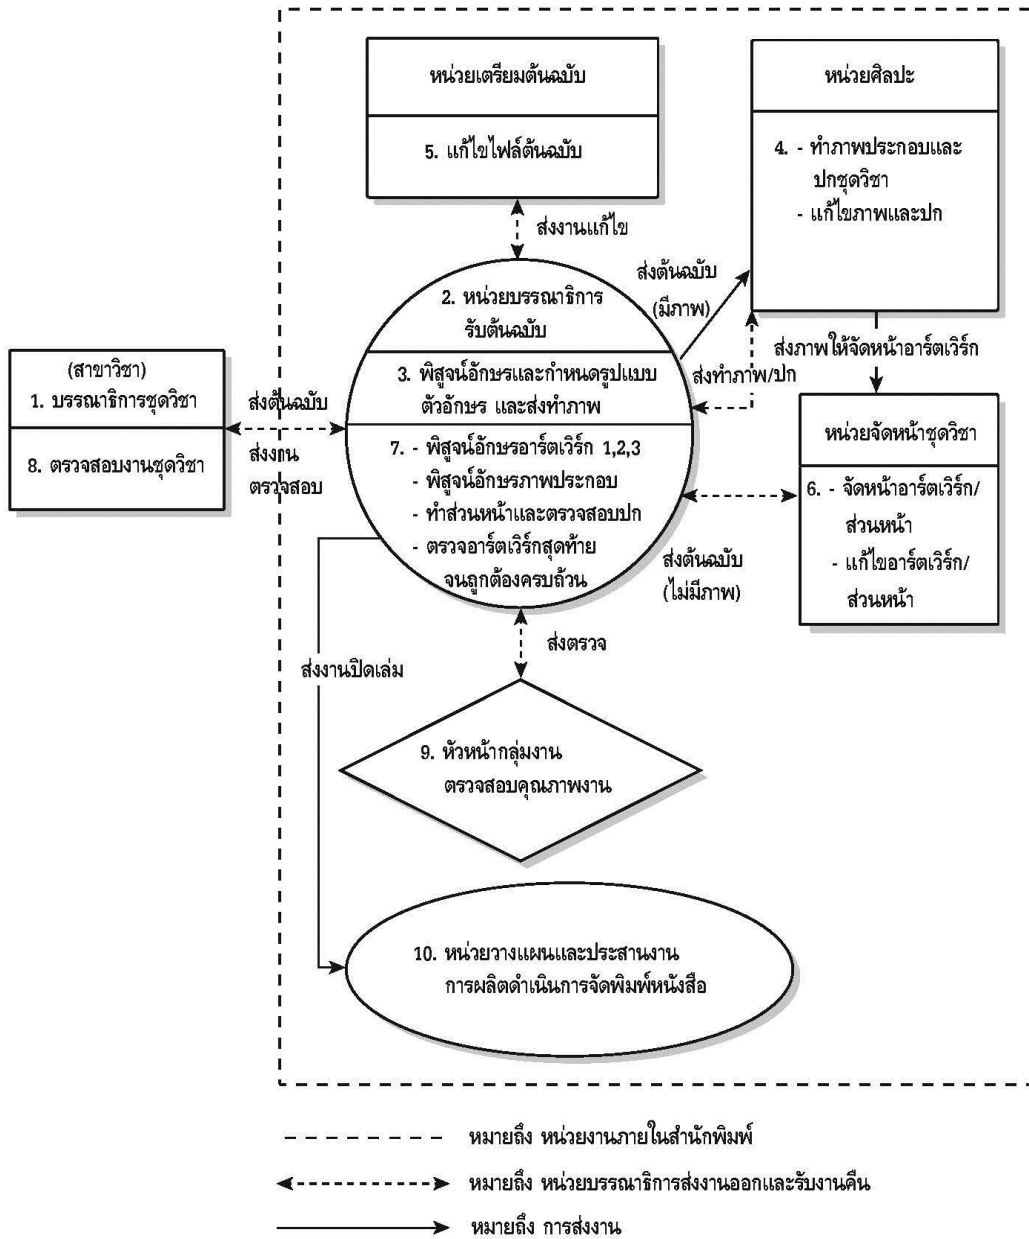 หน่วยเตรียมต้นฉบับ
5. แก้ไขไฟล์ต้นฉบับ
หน่วยศิลปะ
4. - ทำภาพประกอบและ
ปกชุดวิชา
- แก้ไขภาพและปก
ส่งงานแก้ไข
ส่งต้นฉบับ
(มีภาพ)
2. หน่วยบรรณาธิการ
รับต้นฉบับ
3. พิสูจน์อักษรและกำหนดรูปแบบ
ตัวอักษร และส่งทำภาพ
7. - พิสูจน์อักษรอาร์ตเวิร์ก 1,2,3
- พิสูจน์อักษรภาพประกอบ
- ทำส่วนหน้าและตรวจสอบปก
- ตรวจอาร์ตเวิร์กสุดท้าย
จนถูกต้องครบถ้วน
ส่งภาพให้จัดหน้าอาร์ตเวิร์ก
ส่งทำภาพ/ปก
(สาขาวิชา)
1. บรรณาธิการชุดวิชา
8. ตรวจสอบงานชุดวิชา
ส่งต้นฉบับ
ส่งงาน
ตรวจสอบ
หน่วยจัดหน้าชุดวิชา
6. - จัดหน้าอาร์ตเวิร์ก/
ส่วนหน้า
- แก้ไขอาร์ตเวิร์ก/
ส่วนหน้า
ส่งต้นฉบับ
(ไม่มีภาพ)
ส่งตรวจ
ส่งงานปิดเล่ม
9. หัวหน้ากลุ่มงาน
ตรวจสอบคุณภาพงาน
10. หน่วยวางแผนและประสานงาน
การผลิตดำเนินการจัดพิมพ์หนังสือ
หมายถึง หน่วยงานภายในสำนักพิมพ์
หมายถึง หน่วยบรรณาธิการส่งงานออกและรับงานคืน
หมายถึง การส่งงาน